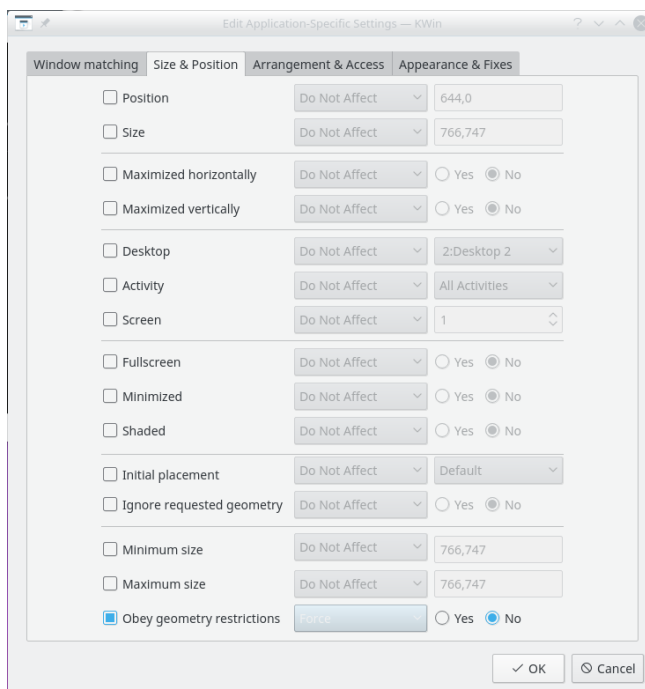 Edit Application-Specific Settings — KWin
Window matching Size & Position Arrangement & Access Appearance & Fixes
Position Do Not Affect 644,0
Size Do Not Affect 766,747
Maximized horizontally Do Not Affect Yes No
Maximized vertically Do Not Affect Yes No
Desktop Do Not Affect 2:Desktop 2
Activity Do Not Affect All Activities
Screen Do Not Affect 1
Fullscreen Do Not Affect Yes No
Minimized Do Not Affect Yes No
Shaded Do Not Affect Yes No
Initial placement Do Not Affect Default
Ignore requested geometry Do Not Affect Yes No
Minimum size Do Not Affect 766,747
Maximum size Do Not Affect 766,747
Obey geometry restrictions Force Yes No
OK Cancel